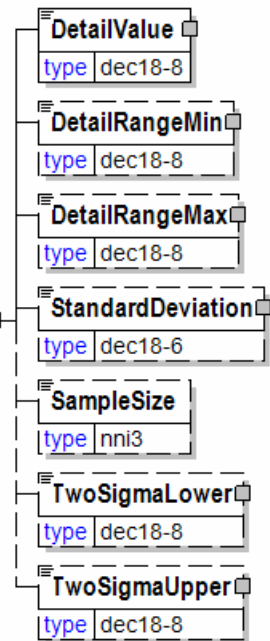 DetailValue
type dec18-8
DetailRangeMin
type dec18-8
DetailRangeMax
type dec18-8
StandardDeviation
type dec18-6
SampleSize
type nni3
TwoSigmaLower
type dec18-8
TwoSigmaUpper
type dec18-8